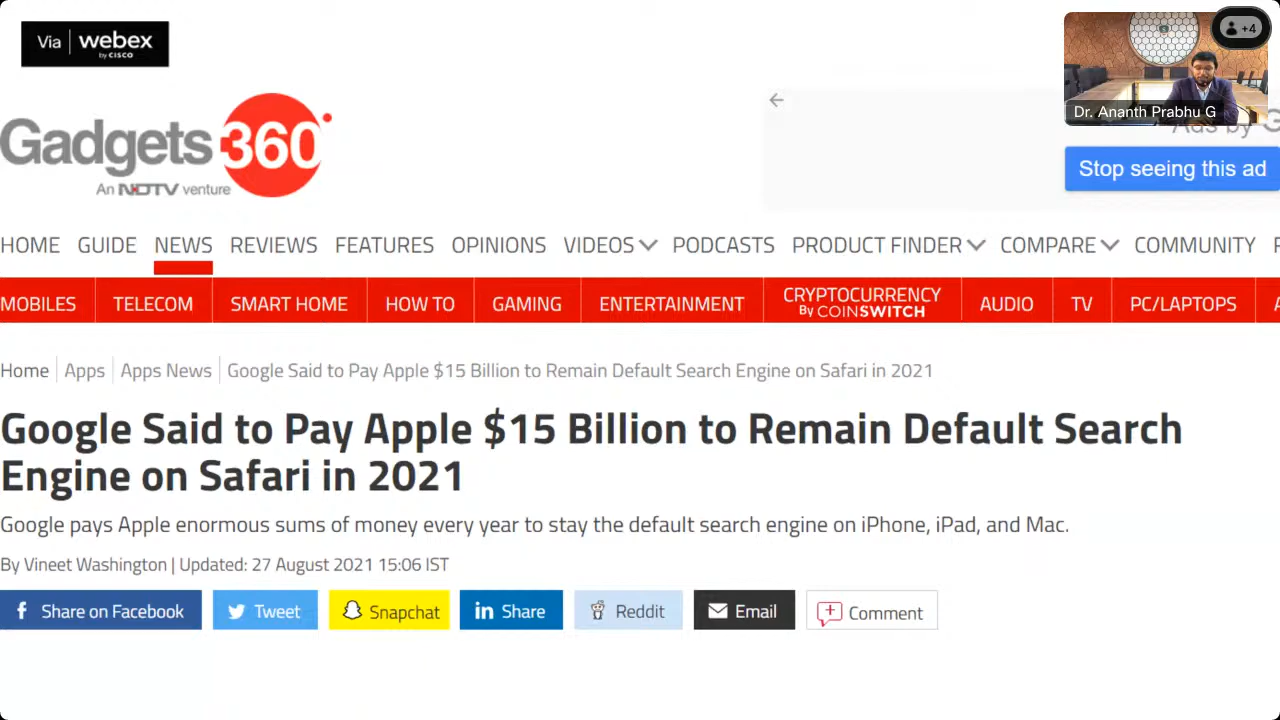 Via webex
by CISCO
+4
Dr. Ananth Prabhu G
Gadgets 360
An NDTV venture
Ads by G
Stop seeing this ad
HOME GUIDE NEWS REVIEWS FEATURES OPINIONS VIDEOS PODCASTS PRODUCT FINDER COMPARE COMMUNITY
MOBILES TELECOM SMART HOME HOW TO GAMING ENTERTAINMENT CRYPTOCURRENCY By COINSWITCH AUDIO TV PC/LAPTOPS
Home Apps Apps News Google Said to Pay Apple $15 Billion to Remain Default Search Engine on Safari in 2021
Google Said to Pay Apple $15 Billion to Remain Default Search
Engine on Safari in 2021
Google pays Apple enormous sums of money every year to stay the default search engine on iPhone, iPad, and Mac.
By Vineet Washington | Updated: 27 August 2021 15:06 IST
Share on Facebook Tweet Snapchat in Share Reddit Email Comment